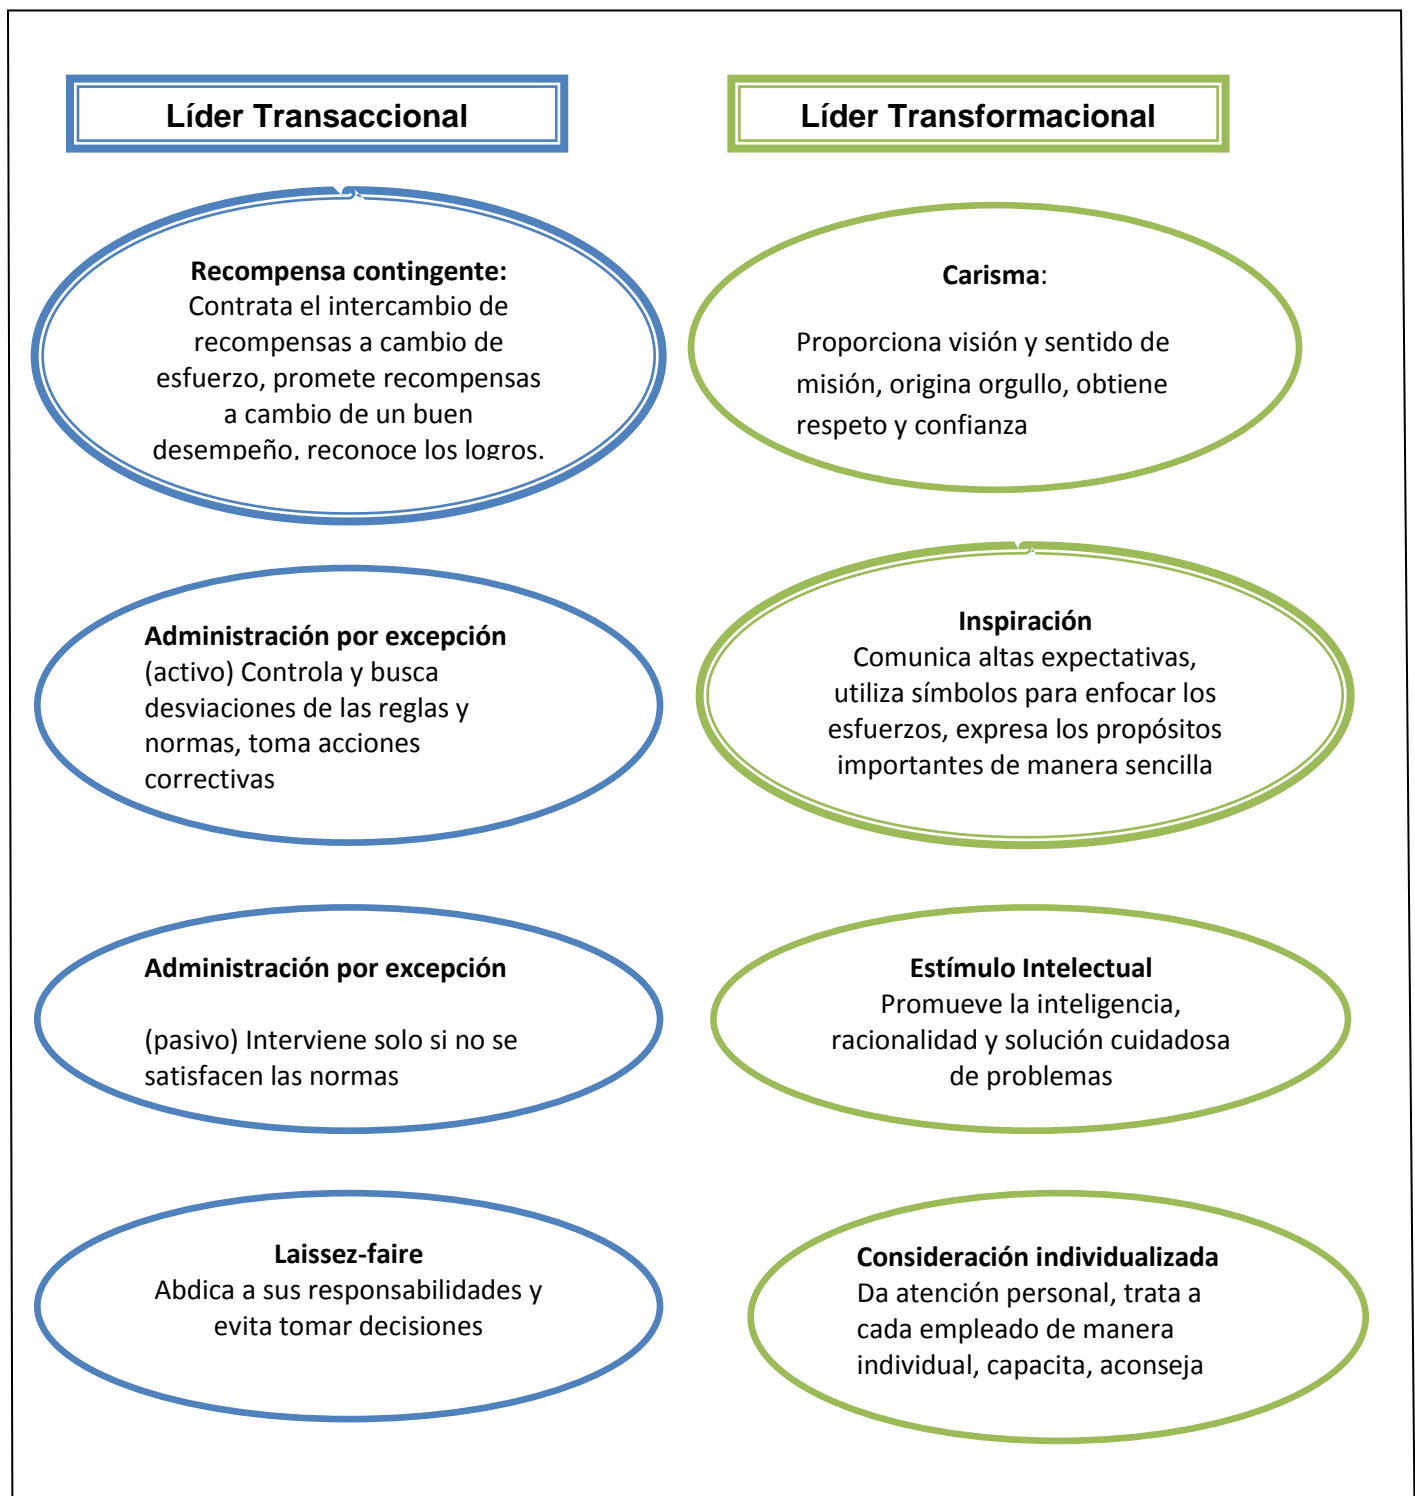 Líder Transaccional
Recompensa contingente:
Contrata el intercambio de
recompensas a cambio de
esfuerzo, promete recompensas
a cambio de un buen
desempeño, reconoce los logros.
Administración por excepción
(activo) Controla y busca
desviaciones de las reglas y
normas, toma acciones
correctivas
Administración por excepción
(pasivo) Interviene solo si no se
satisfacen las normas
Laissez-faire
Abdica a sus responsabilidades y
evita tomar decisiones
Líder Transformacional
Carisma:
Proporciona visión y sentido de
misión, origina orgullo, obtiene
respeto y confianza
Inspiración
Comunica altas expectativas,
utiliza símbolos para enfocar los
esfuerzos, expresa los propósitos
importantes de manera sencilla
Estímulo Intelectual
Promueve la inteligencia,
racionalidad y solución cuidadosa
de problemas
Consideración individualizada
Da atención personal, trata a
cada empleado de manera
individual, capacita, aconseja